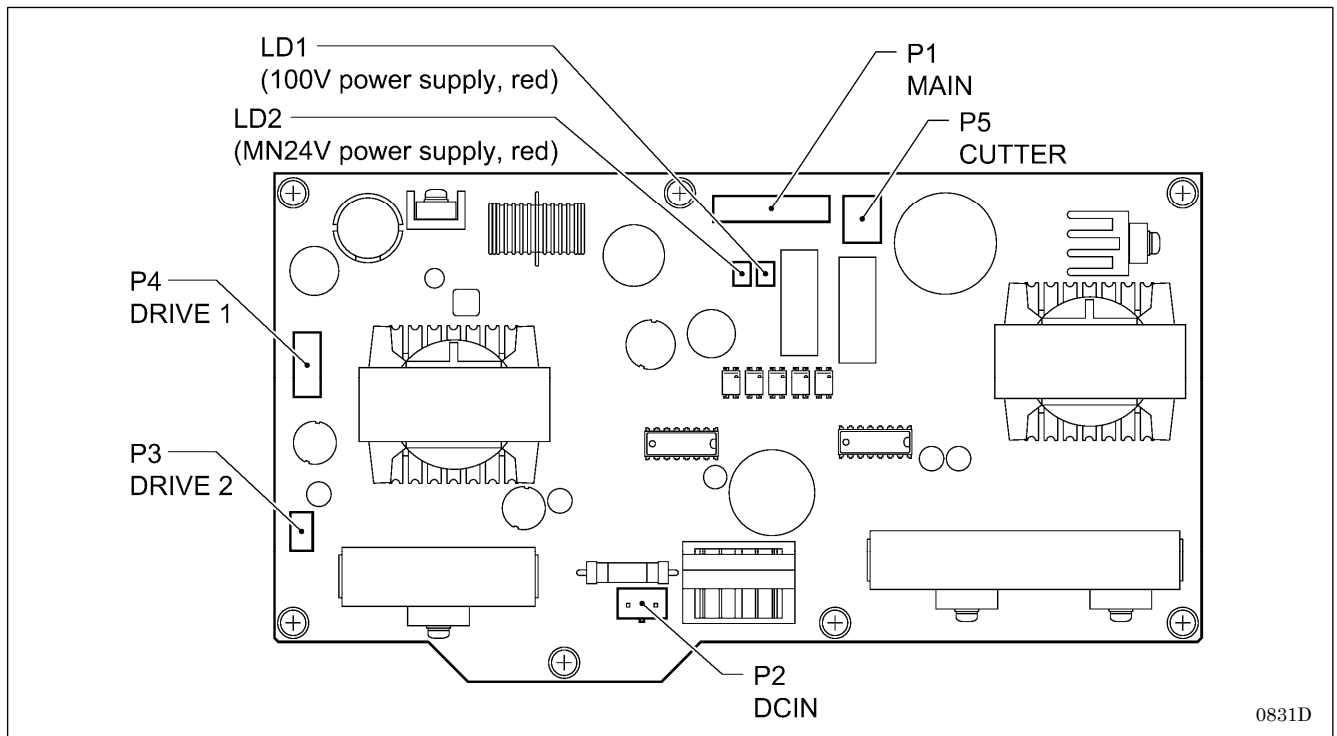 LD1
(100V power supply, red)
LD2
(MN24V power supply, red)
P1
MAIN
P5
CUTTER
P4
DRIVE 1
P3
DRIVE 2
P2
DCIN
0831D